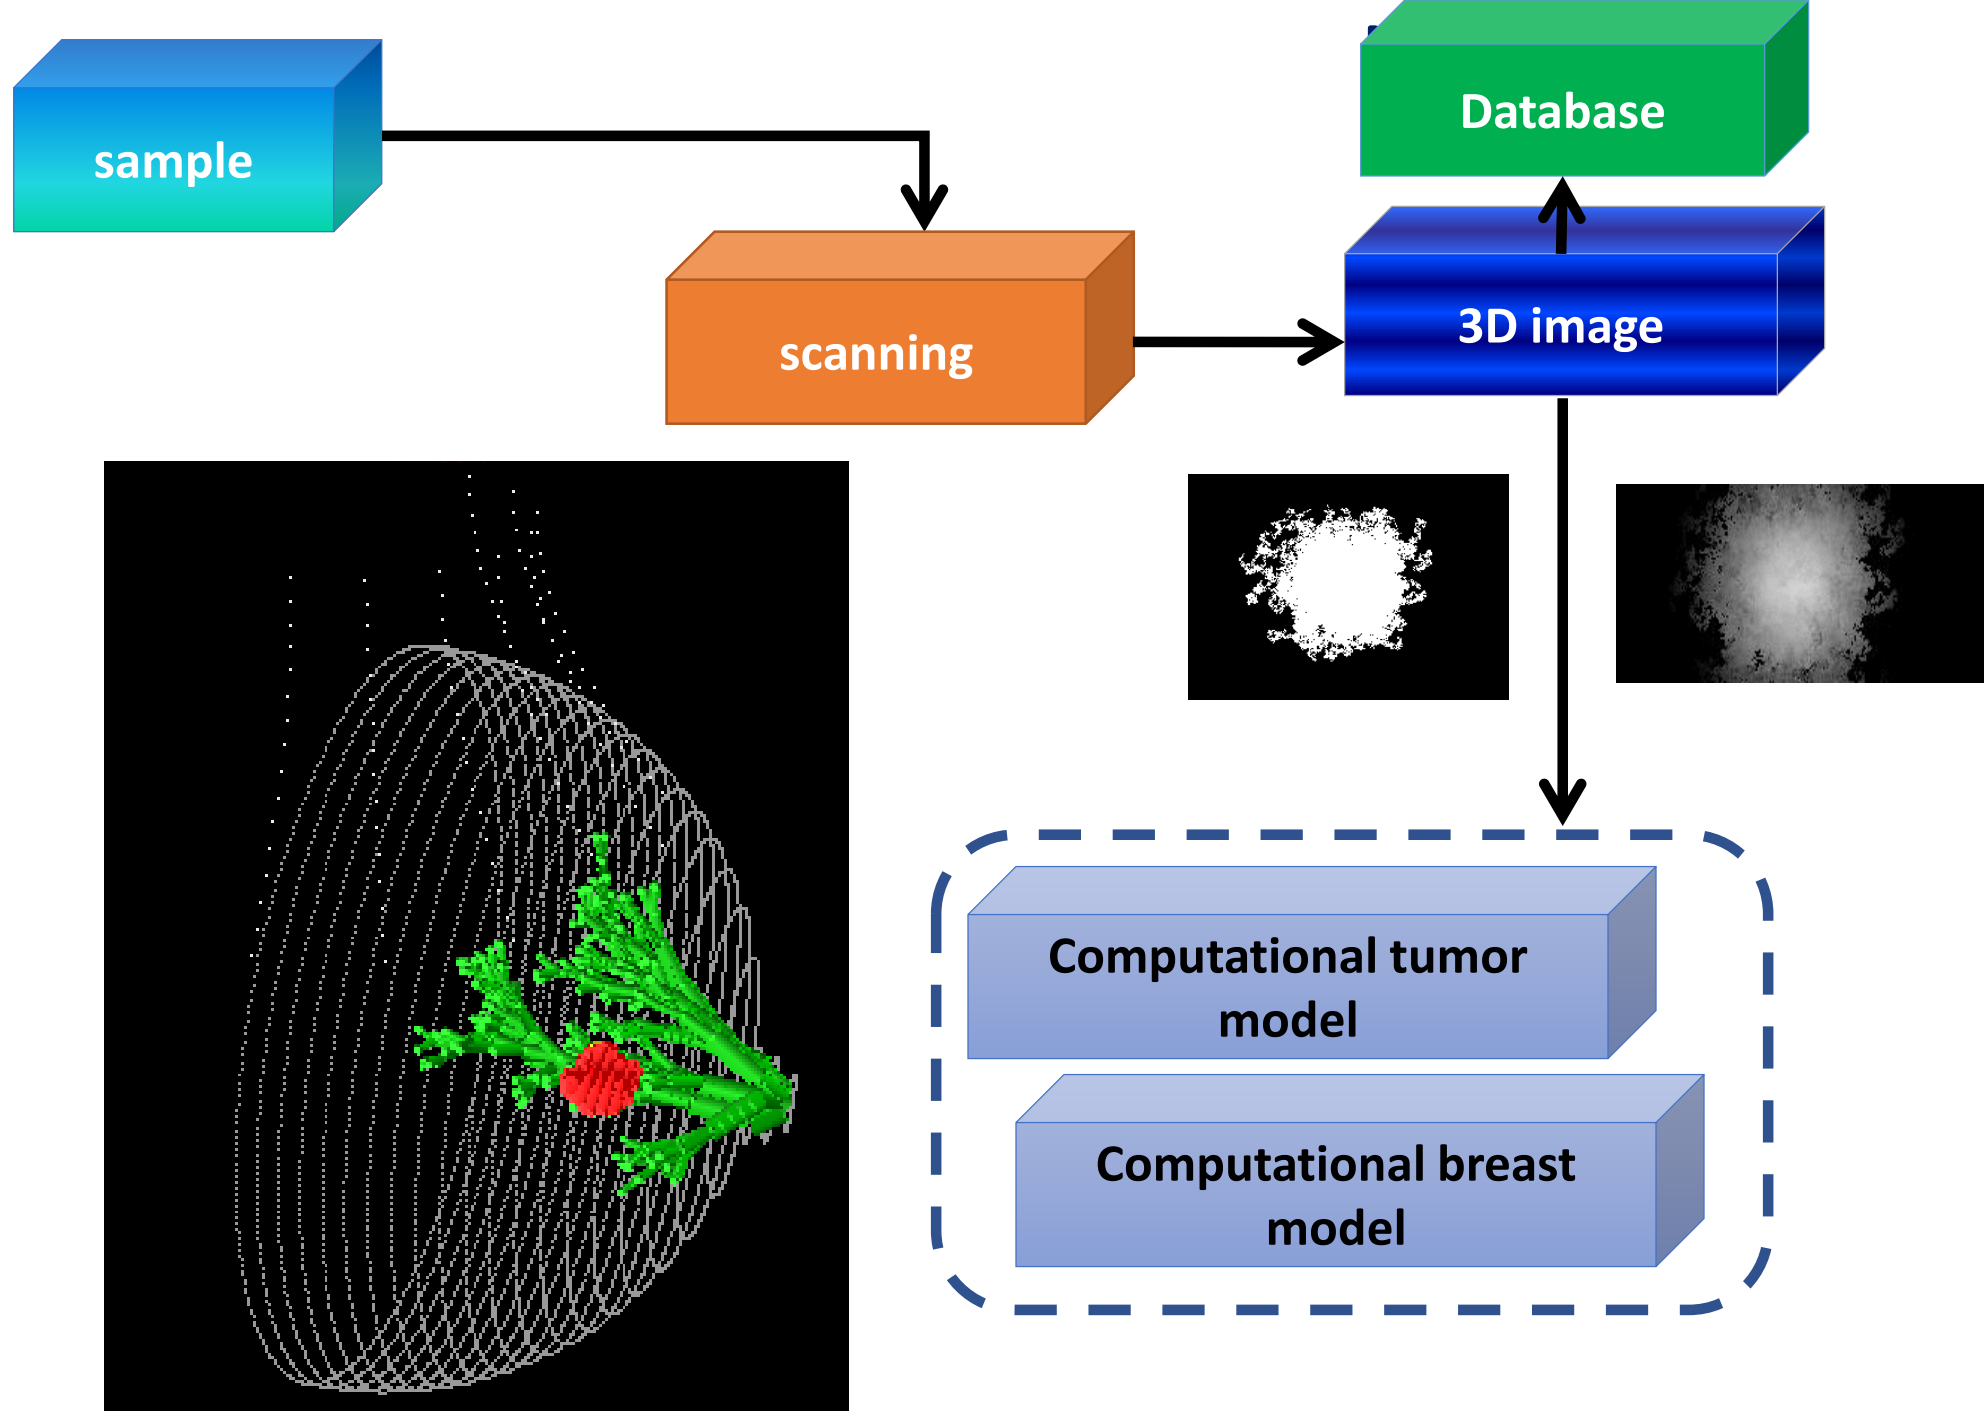 sample
Database
scanning
3D image
Computational tumor
model
Computational breast
model